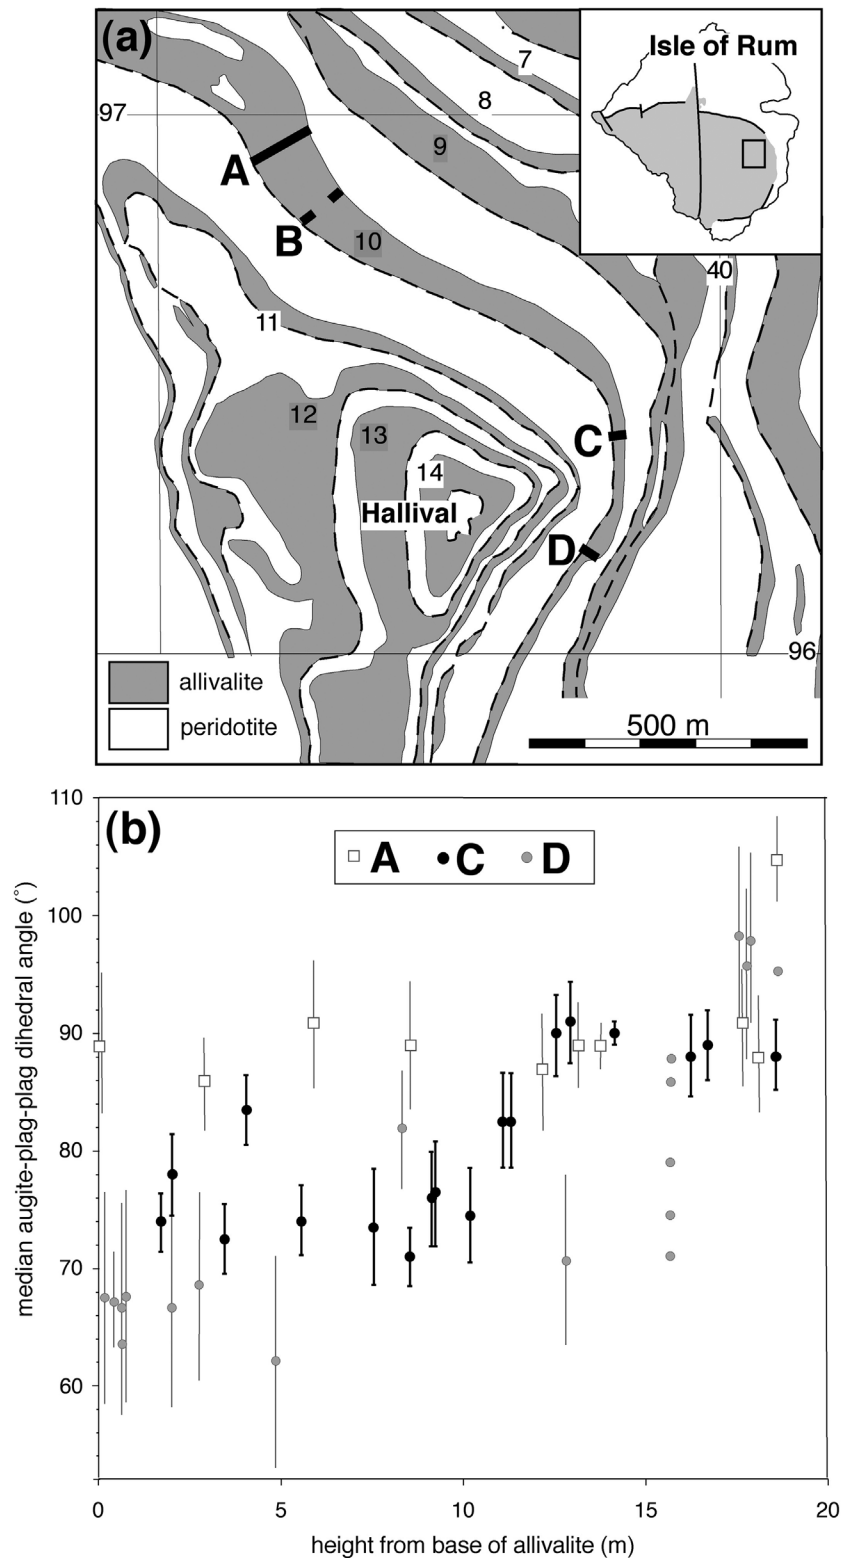 (a)
Isle of Rum
7
8
97
9
A
B
10
40
11
12
13
C
14
Hallival
D
96
allivalite
peridotite
500 m
110
(b)
A C D
100
90
80
70
60
median augite-plag-plag dihedral angle (°)
0 5 10 15 20
height from base of allivalite (m)